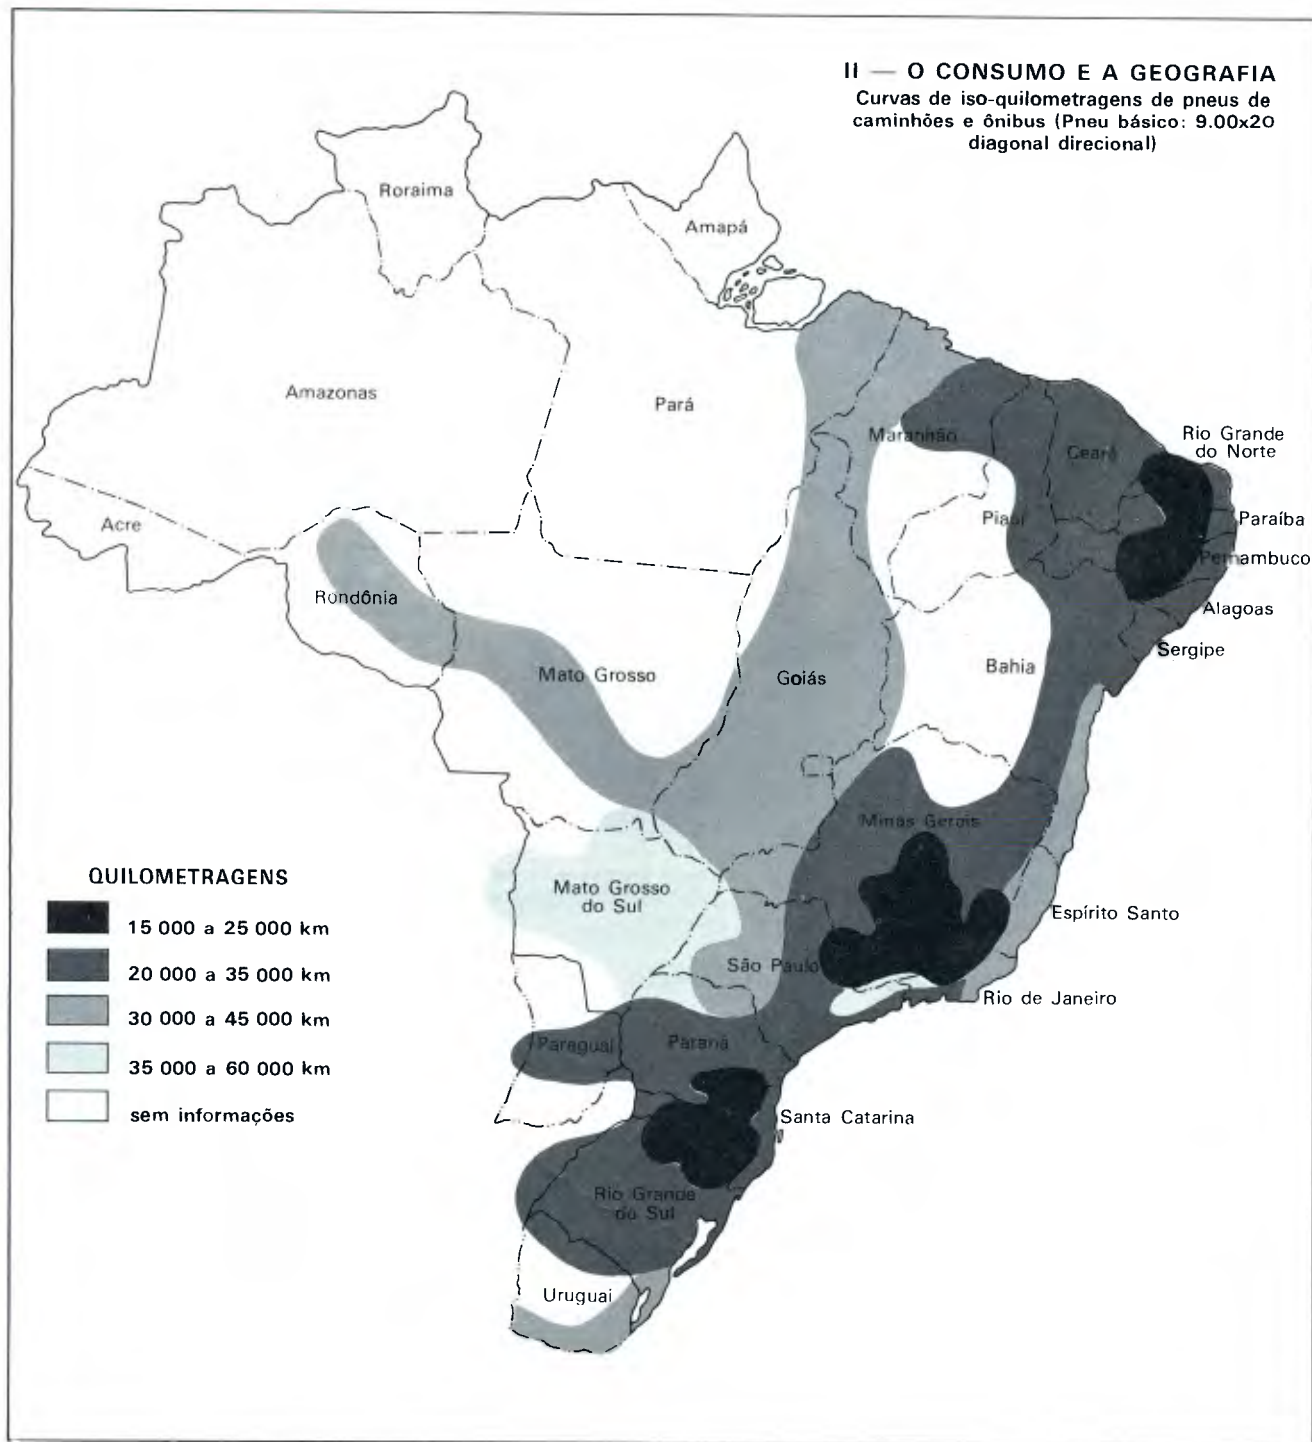 II — O CONSUMO E A GEOGRAFIA
Curvas de iso-quilometragens de pneus de
caminhões e ônibus (Pneu básico: 9.00x20
diagonal direcional)
Roraima
Amapá
Amazonas
Pará
Maranhão
Ceará
Rio Grande
do Norte
Acre
Piauí
Paraíba
Pernambuco
Rondônia
Alagoas
Sergipe
Mato Grosso
Goiás
Bahia
Minas Gerais
Mato Grosso
do Sul
Espírito Santo
São Paulo
Rio de Janeiro
Paraguai
Paraná
Santa Catarina
Rio Grande
do Sul
Uruguai
QUILOMETRAGENS
15 000 a 25 000 km
20 000 a 35 000 km
30 000 a 45 000 km
35 000 a 60 000 km
sem informações